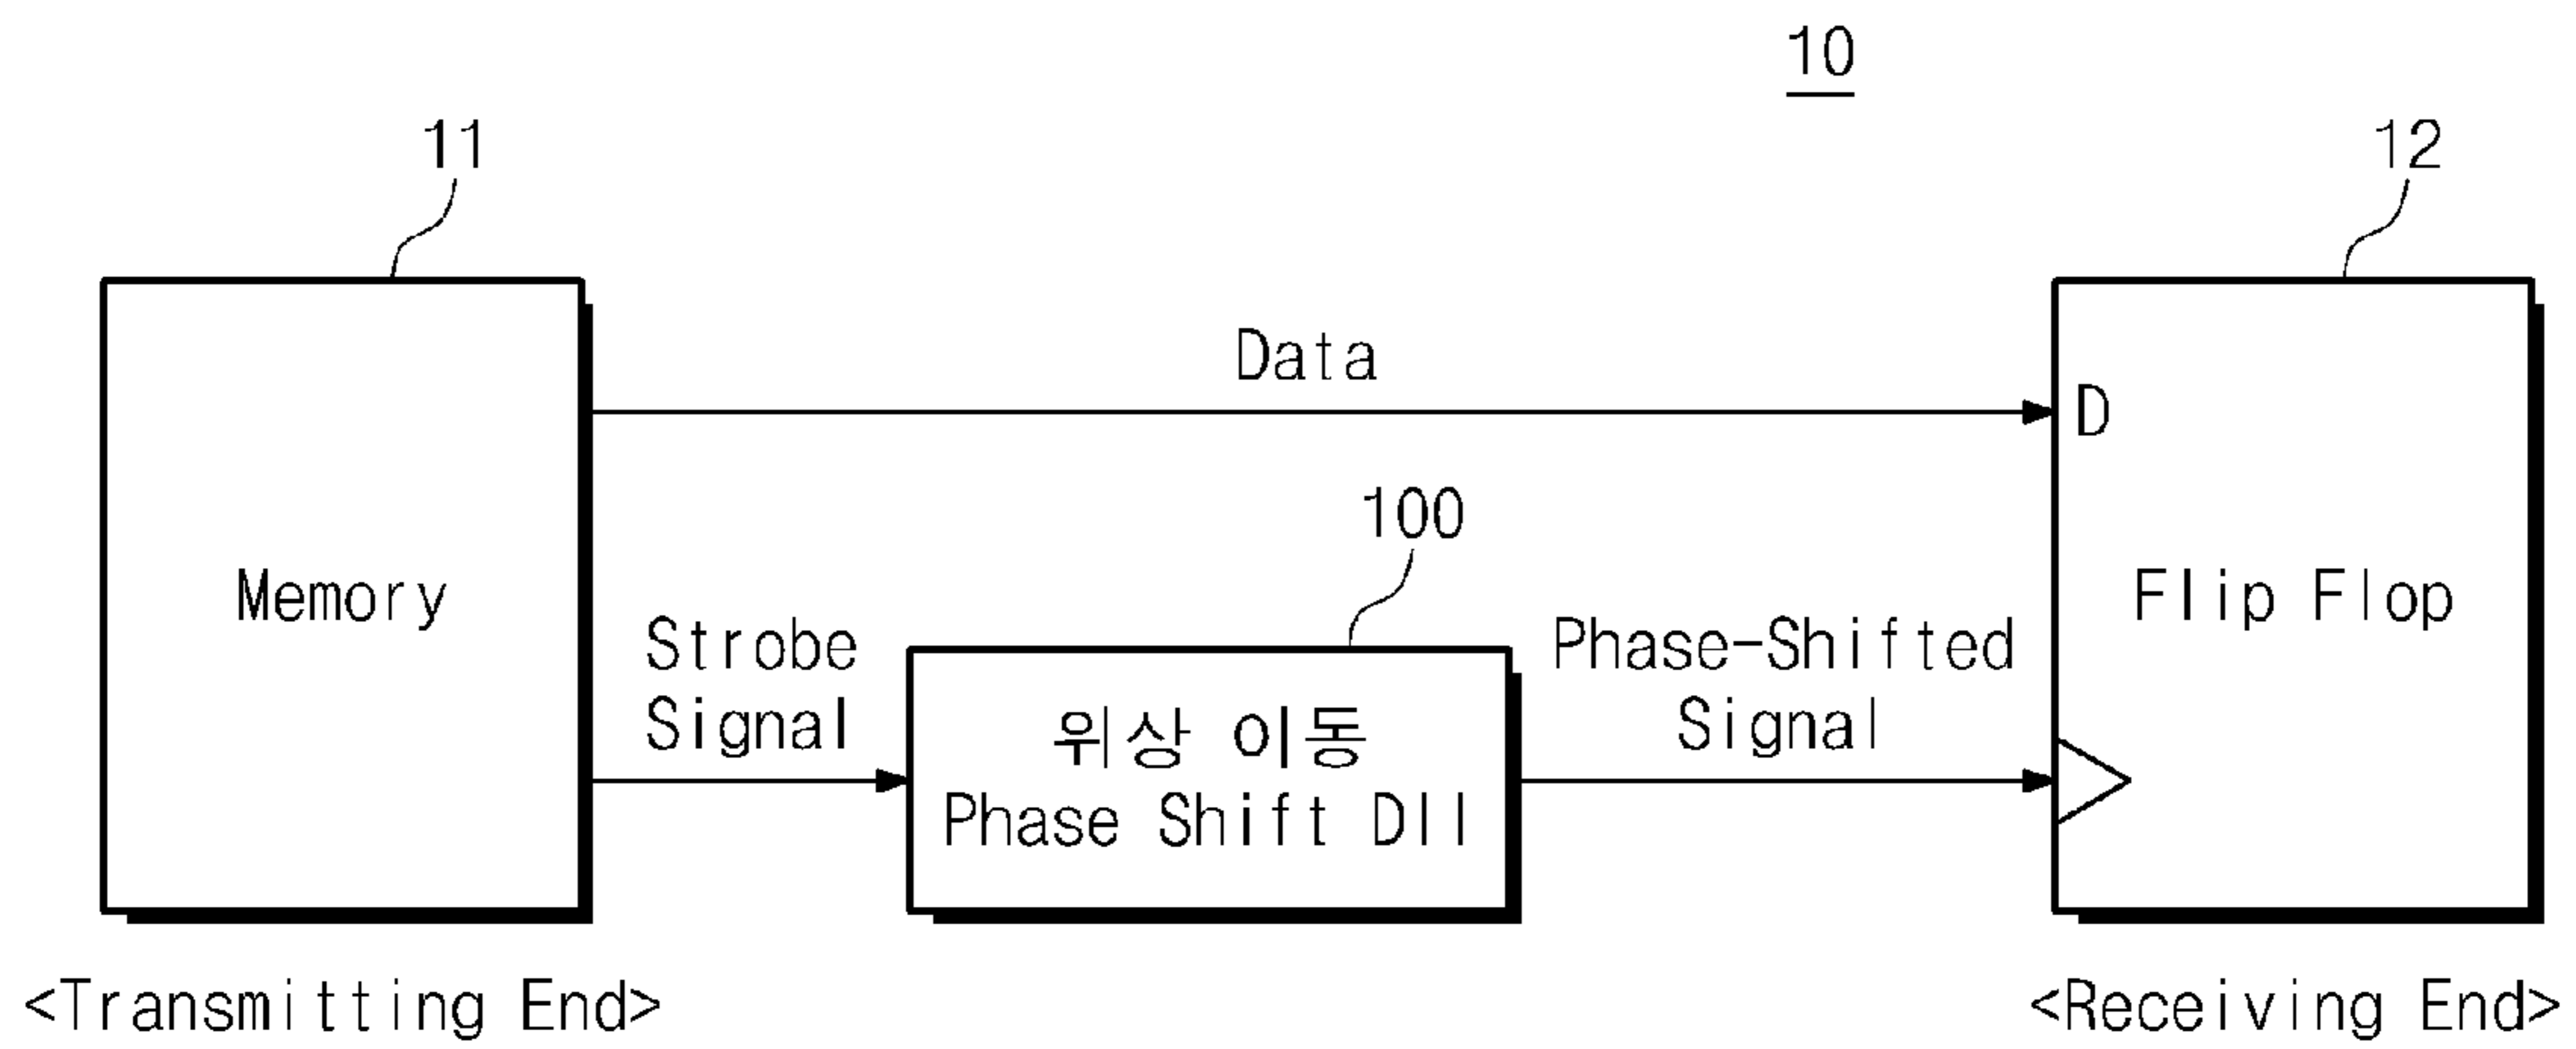 10
11
12
Data
D
100
Memory
Flip Flop
Strobe
Signal
Phase-Shifted
Signal
위상 이동
Phase Shift Dll
<Transmitting End>
<Receiving End>